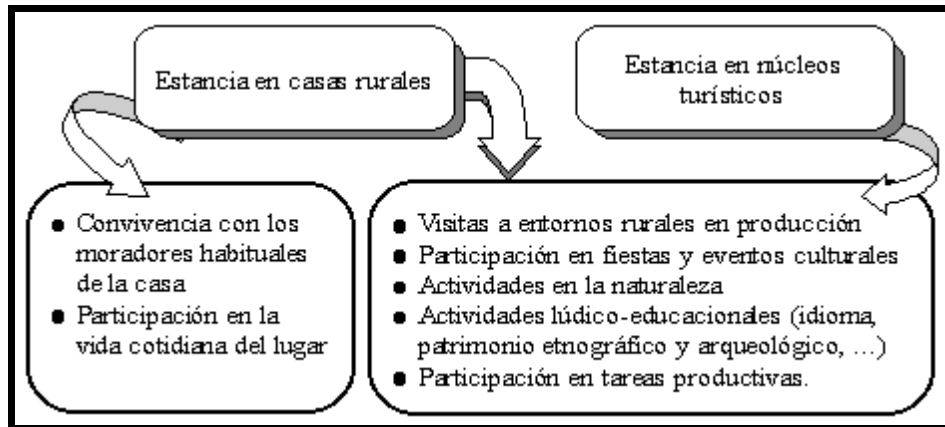 Estancia en casas rurales
Estancia en núcleos
turísticos
● Convivencia con los
moradores habituales
de la casa
● Participación en la
vida cotidiana del lugar
● Visitas a entornos rurales en producción
● Participación en fiestas y eventos culturales
● Actividades en la naturaleza
● Actividades lúdico-educacionales (idioma,
patrimonio etnográfico y arqueológico, ...)
● Participación en tareas productivas.